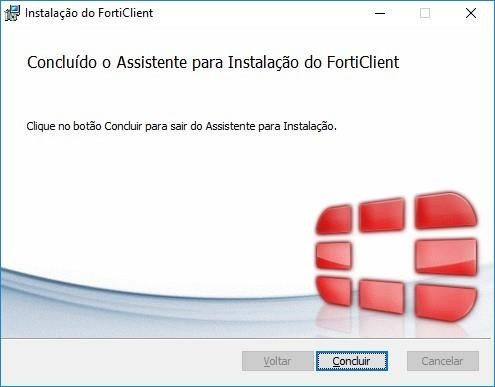 Instalação do FortiClient
Concluído o Assistente para Instalação do FortiClient
Clique no botão Concluir para sair do Assistente para Instalação.
Voltar
Concluir
Cancelar